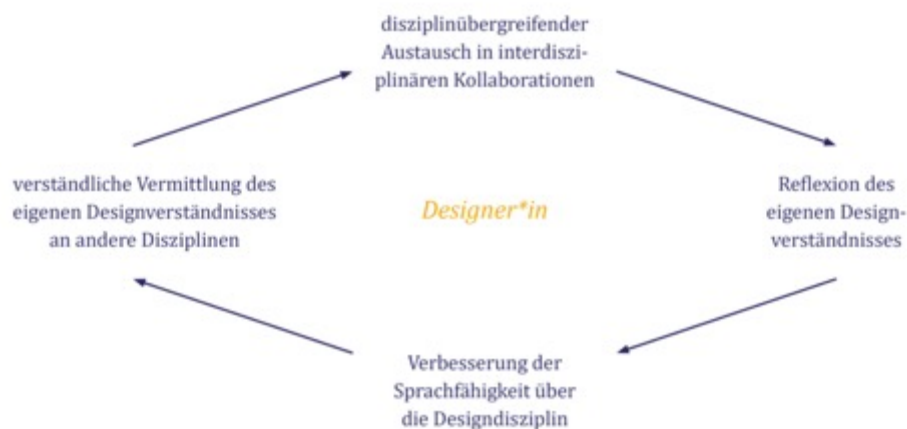 disziplinübergreifender
Austausch in interdiszi-
plinären Kollaborationen
verständliche Vermittlung des
eigenen Designverständnisses
an andere Disziplinen
Designer*in
Reflexion des
eigenen Design-
verständnisses
Verbesserung der
Sprachfähigkeit über
die Designdisziplin